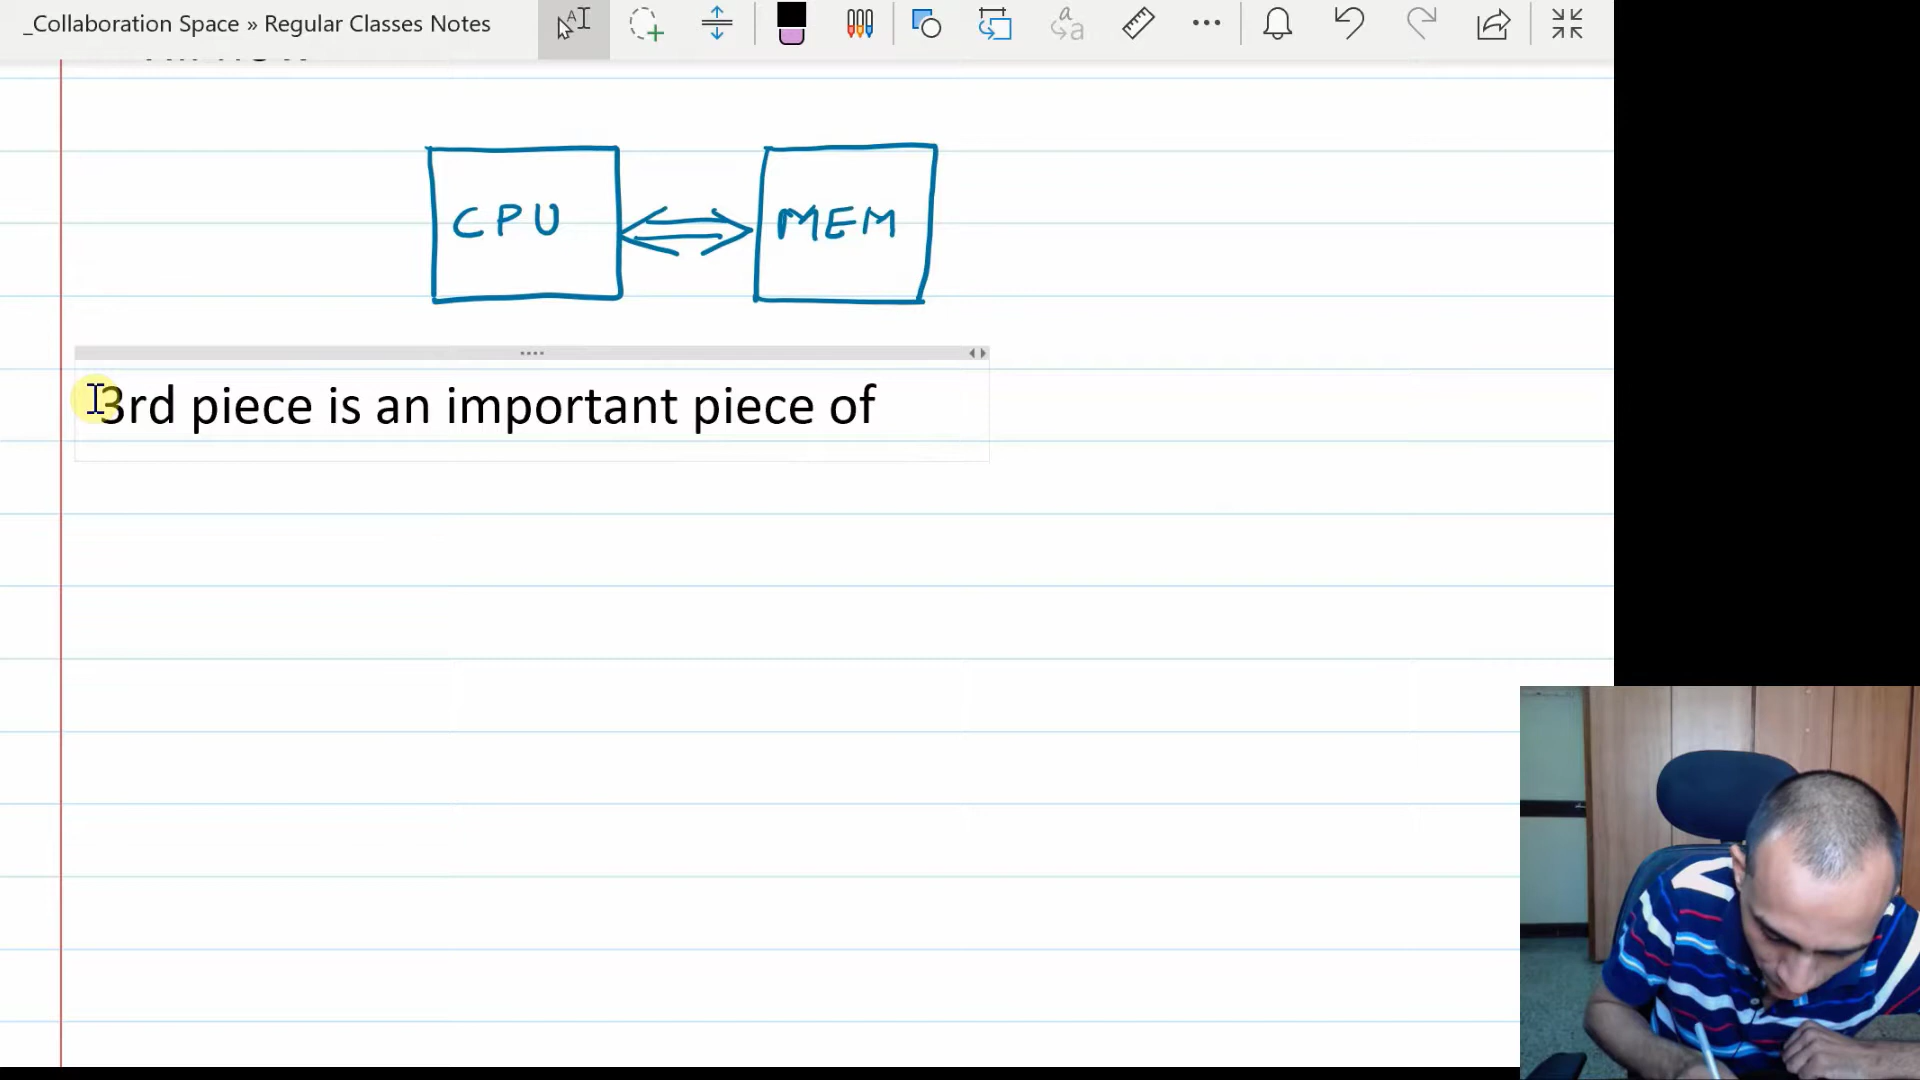 _Collaboration Space » Regular Classes Notes
CPU
MEM
3rd piece is an important piece of